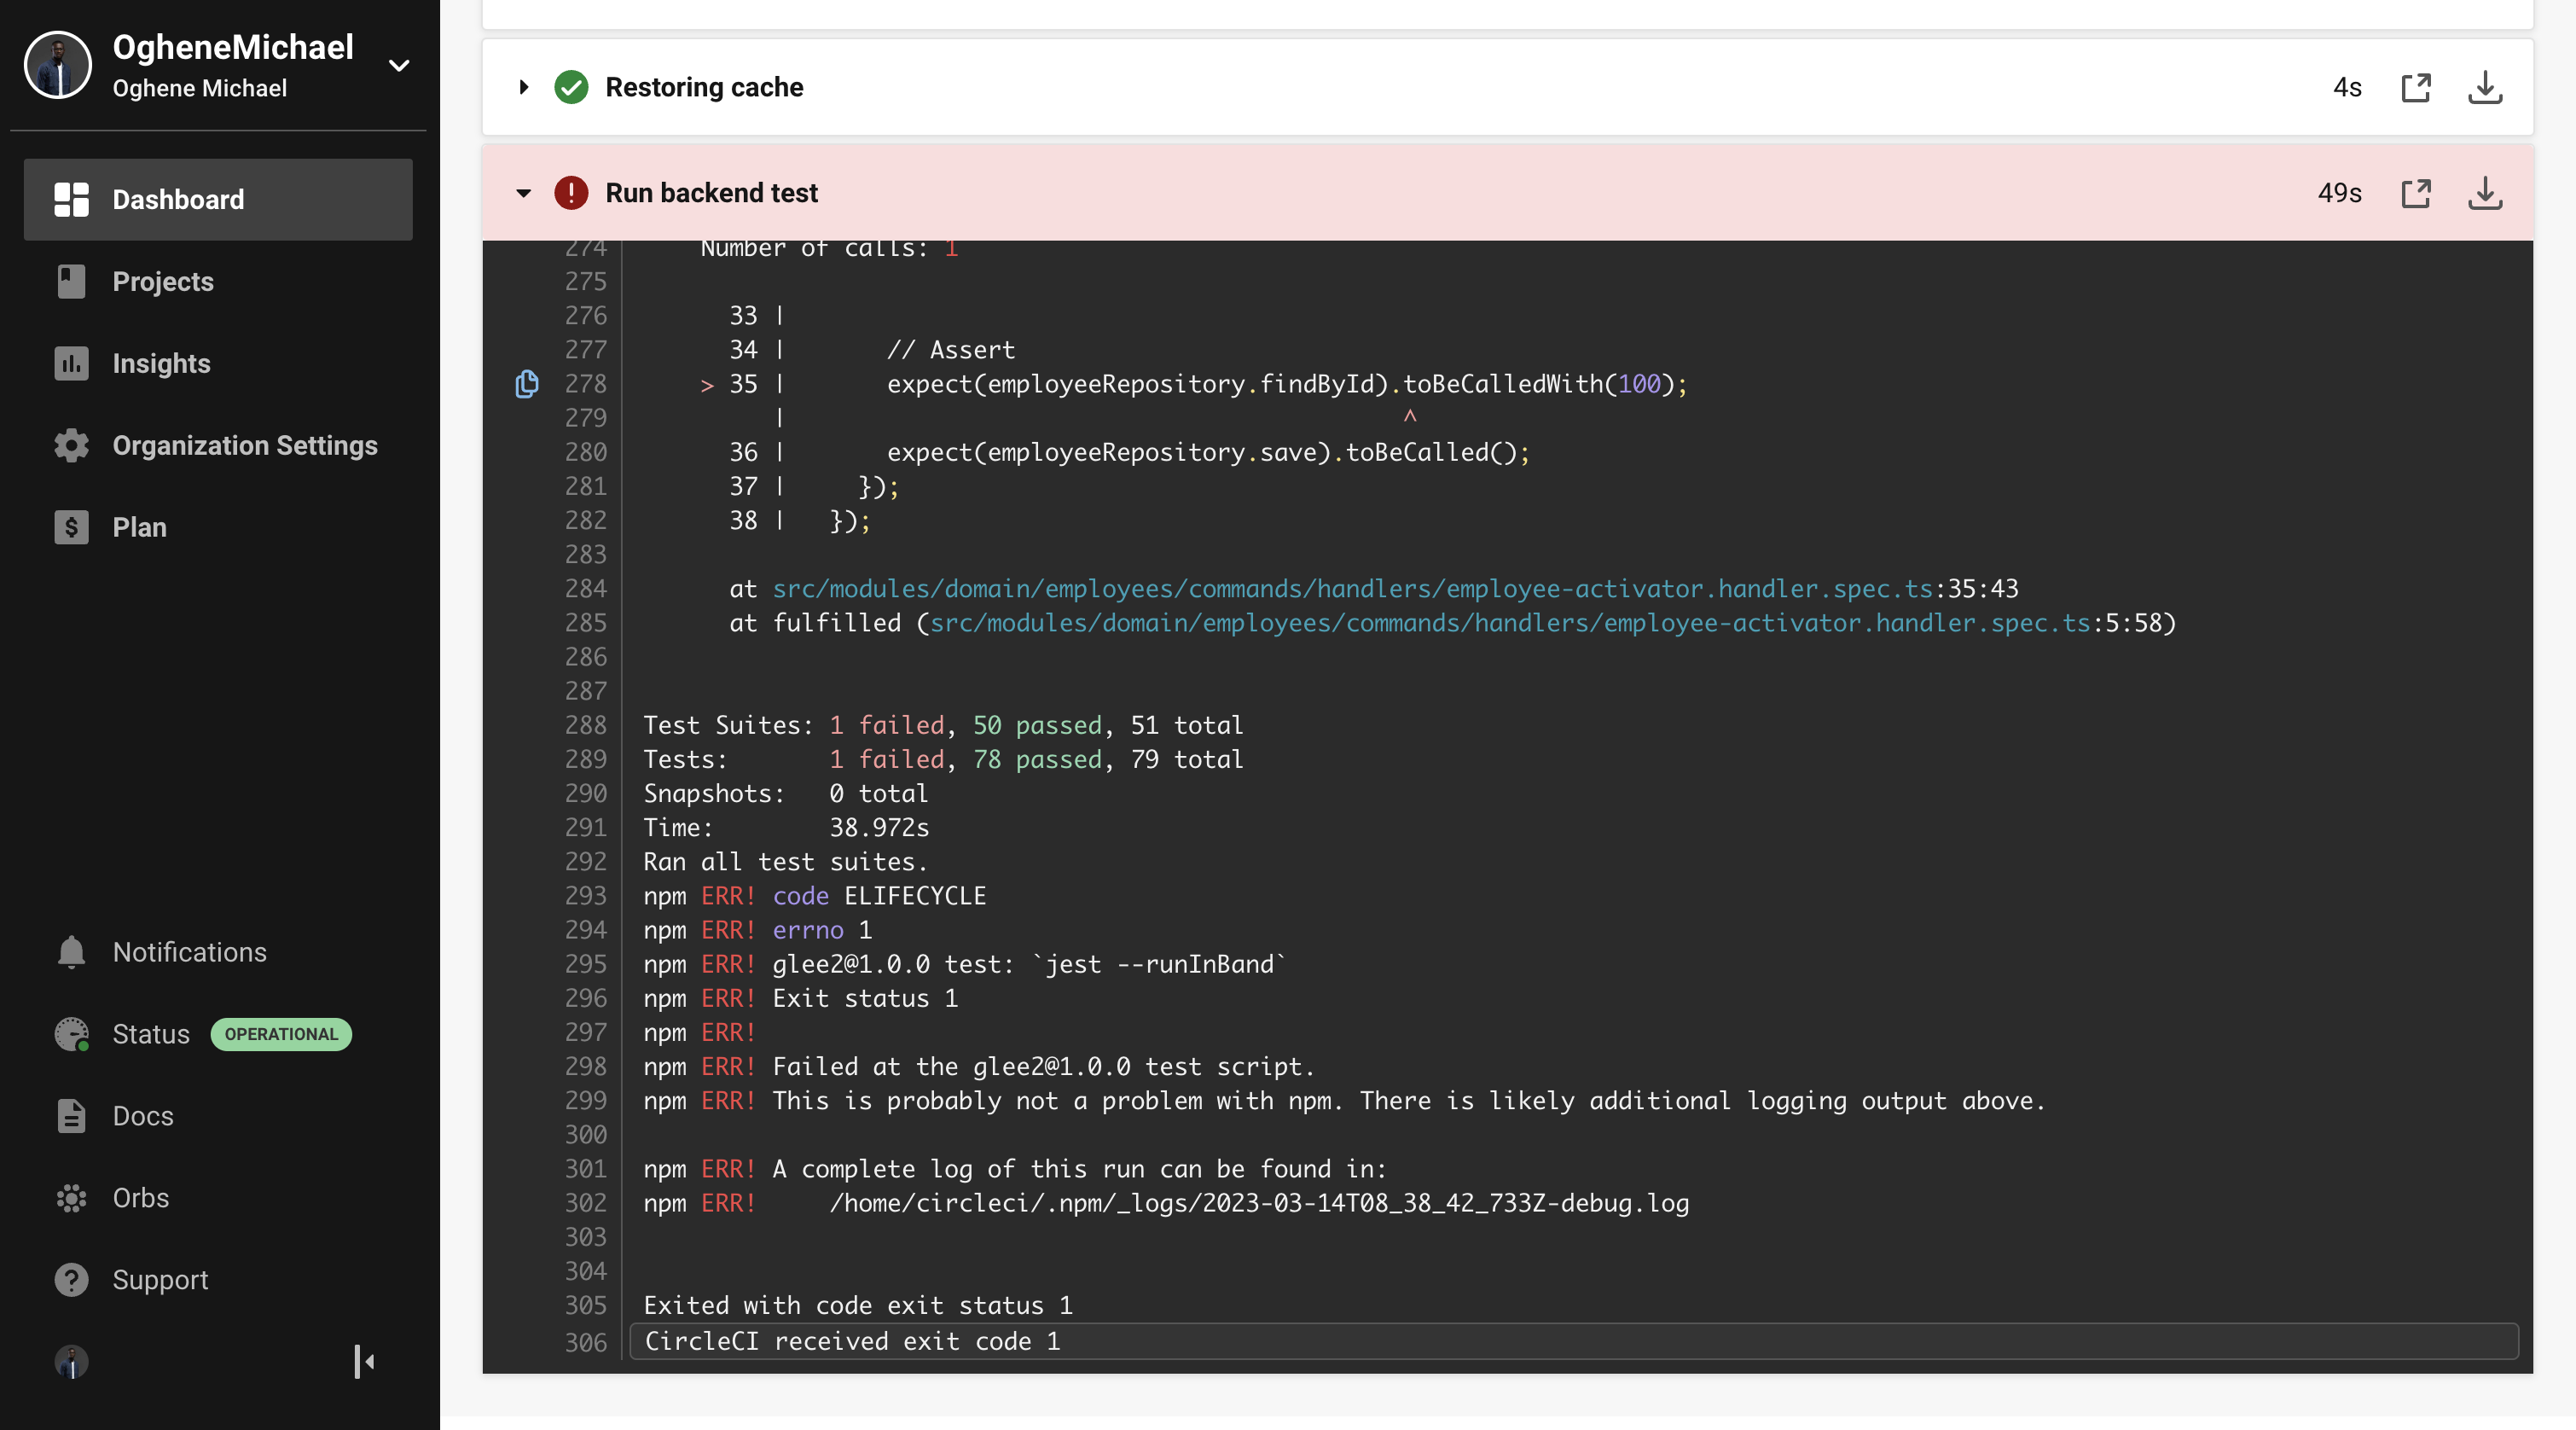 OgheneMichael
Oghene Michael
Dashboard
Projects
Insights
Organization Settings
Plan
Notifications
Status OPERATIONAL
Docs
Orbs
Support
Restoring cache 4s
Run backend test 49s
274 Number of calls: 1
275
276 33 |
277 34 | // Assert
278 > 35 | expect(employeeRepository.findById).toBeCalledWith(100);
279 | ^
280 36 | expect(employeeRepository.save).toBeCalled();
281 37 | });
282 38 | });
283
284 at src/modules/domain/employees/commands/handlers/employee-activator.handler.spec.ts:35:43
285 at fulfilled (src/modules/domain/employees/commands/handlers/employee-activator.handler.spec.ts:5:58)
286
287
288 Test Suites: 1 failed, 50 passed, 51 total
289 Tests: 1 failed, 78 passed, 79 total
290 Snapshots: 0 total
291 Time: 38.972s
292 Ran all test suites.
293 npm ERR! code ELIFECYCLE
294 npm ERR! errno 1
295 npm ERR! glee2@1.0.0 test: `jest --runInBand`
296 npm ERR! Exit status 1
297 npm ERR!
298 npm ERR! Failed at the glee2@1.0.0 test script.
299 npm ERR! This is probably not a problem with npm. There is likely additional logging output above.
300
301 npm ERR! A complete log of this run can be found in:
302 npm ERR! /home/circleci/.npm/_logs/2023-03-14T08_38_42_733Z-debug.log
303
304
305 Exited with code exit status 1
306 CircleCI received exit code 1